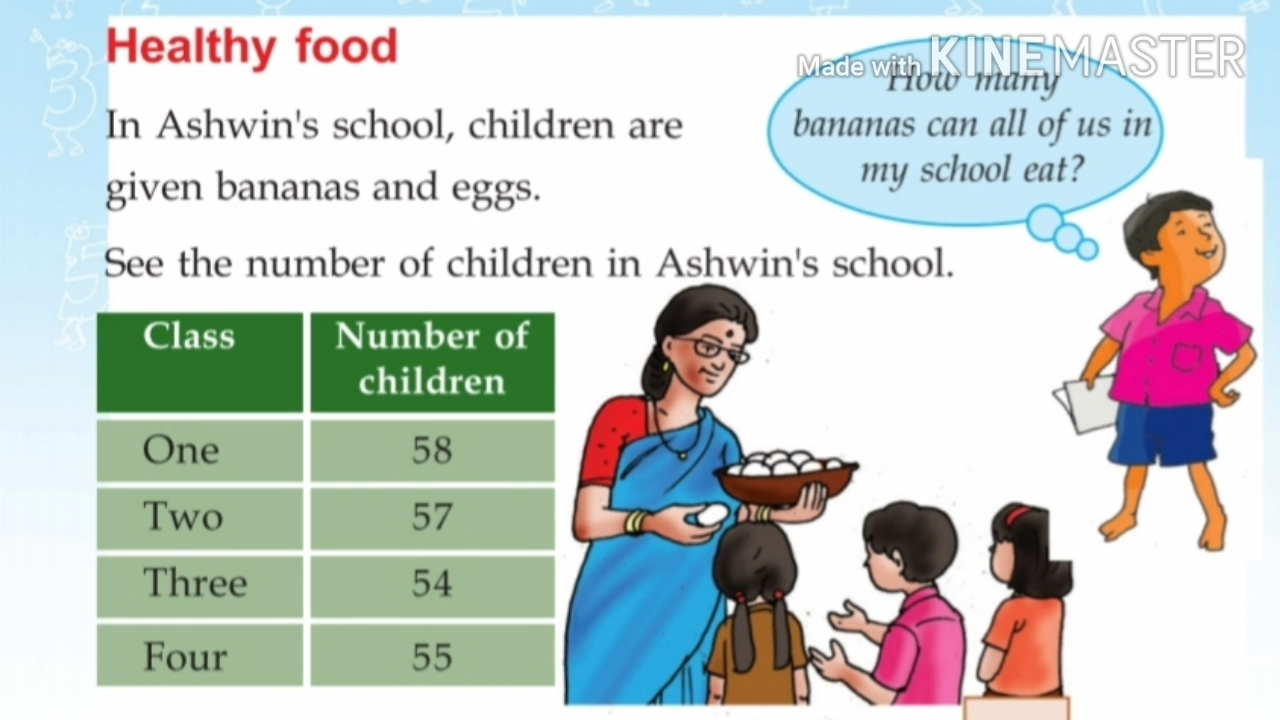 Healthy food
Made with KINEMASTER
How many
bananas can all of us in
my school eat?
In Ashwin's school, children are
given bananas and eggs.
See the number of children in Ashwin's school.
Class Number of
children
One 58
Two 57
Three 54
Four 55